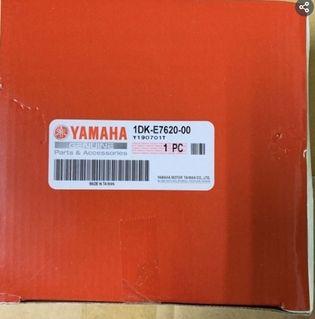 YAMAHA
GENUINE
Parts & Accessories
1DK-E7620-00
Y190701T
1 PC
MADE IN TAIWAN
YAMAHA MOTOR TAIWAN CO., LTD.